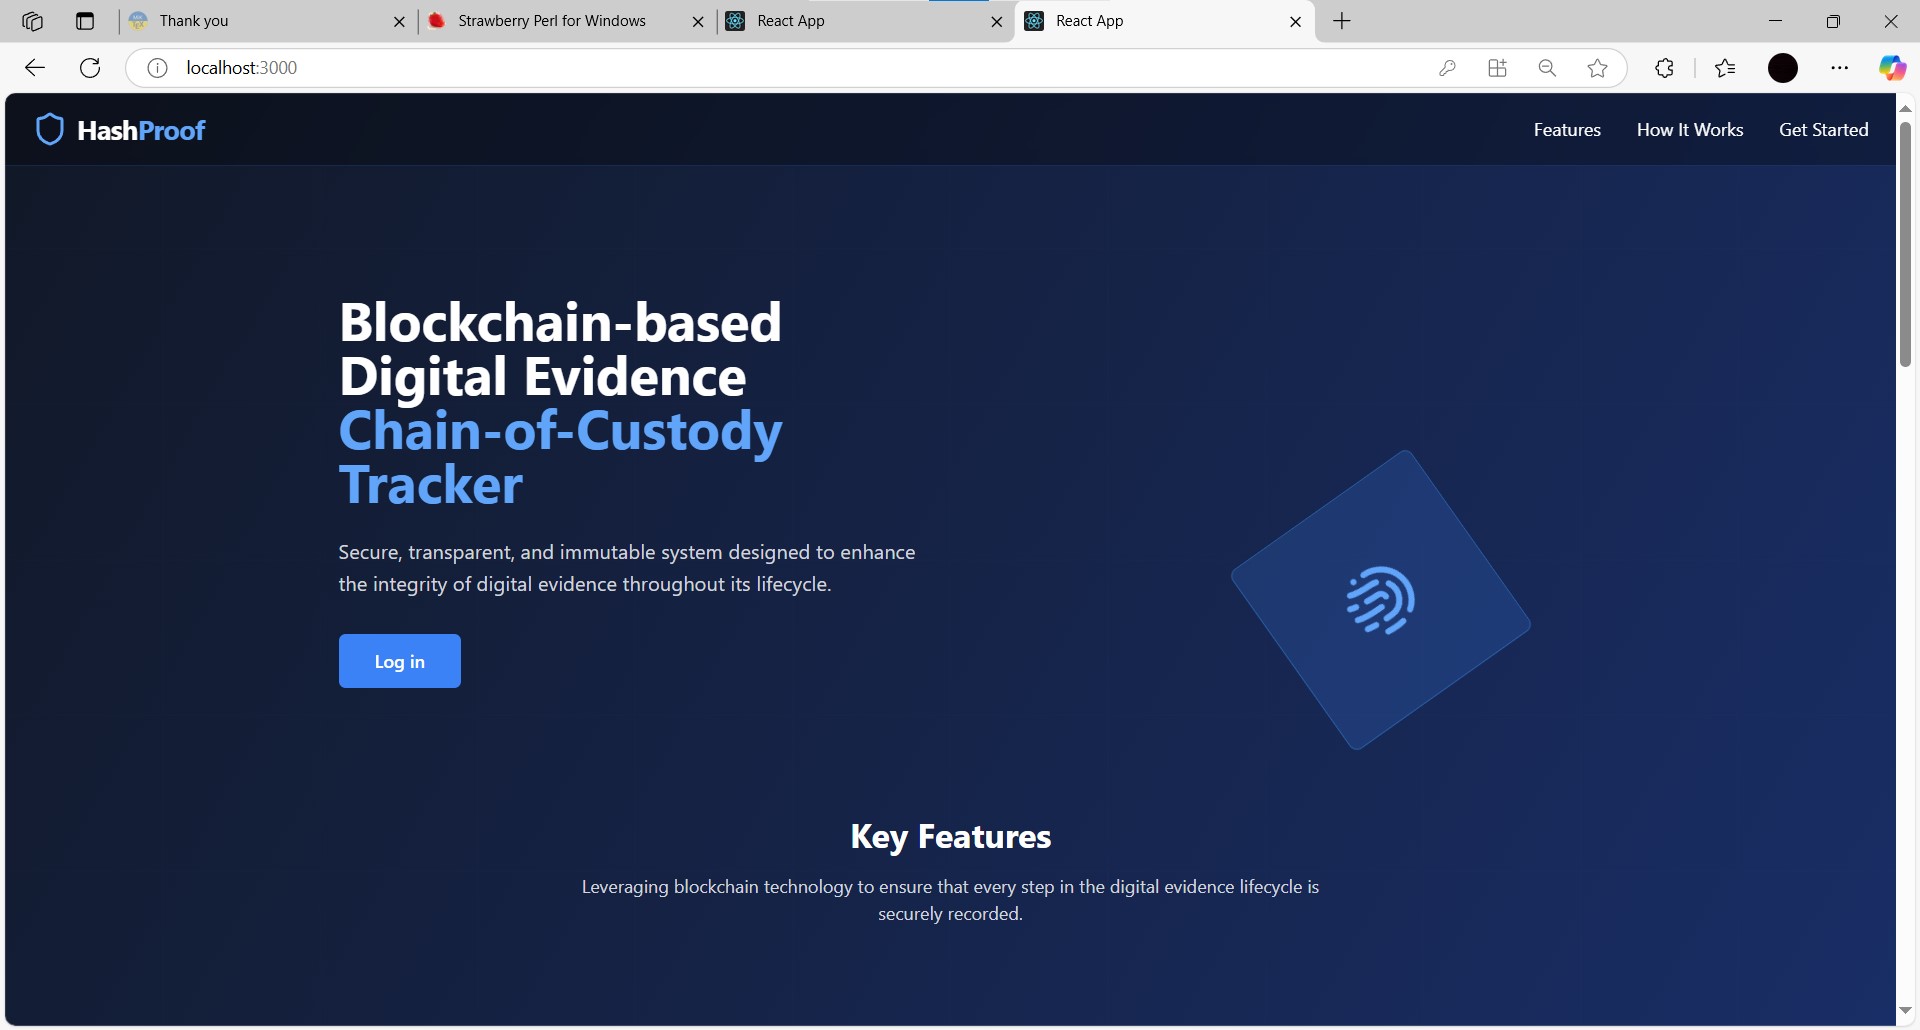 Thank you
Strawberry Perl for Windows
React App
React App
localhost:3000
HashProof
Features
How It Works
Get Started
Blockchain-based
Digital Evidence
Chain-of-Custody
Tracker
Secure, transparent, and immutable system designed to enhance
the integrity of digital evidence throughout its lifecycle.
Log in
Key Features
Leveraging blockchain technology to ensure that every step in the digital evidence lifecycle is
securely recorded.